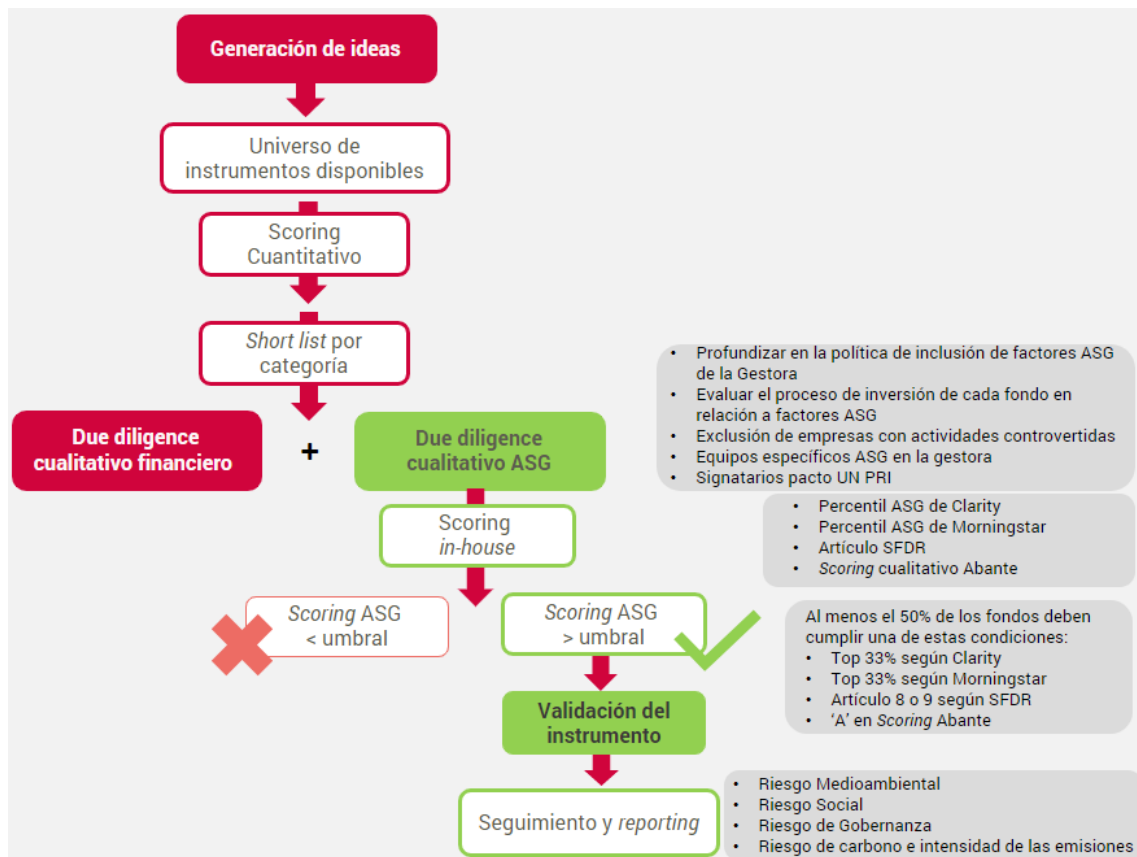 Generación de ideas
Universo de
instrumentos disponibles
Scoring
Cuantitativo
Short list por
categoría
Due diligence
cualitativo financiero
+
Due diligence
cualitativo ASG
• Profundizar en la política de inclusión de factores ASG
de la Gestora
• Evaluar el proceso de inversión de cada fondo en
relación a factores ASG
• Exclusión de empresas con actividades controvertidas
• Equipos específicos ASG en la gestora
• Signatarios pacto UN PRI
Scoring
in-house
• Percentil ASG de Clarity
• Percentil ASG de Morningstar
• Artículo SFDR
• Scoring cualitativo Abante
Scoring ASG
< umbral
Scoring ASG
> umbral
Al menos el 50% de los fondos deben
cumplir una de estas condiciones:
• Top 33% según Clarity
• Top 33% según Morningstar
• Artículo 8 o 9 según SFDR
• ‘A’ en Scoring Abante
Validación del
instrumento
Seguimiento y reporting
• Riesgo Medioambiental
• Riesgo Social
• Riesgo de Gobernanza
• Riesgo de carbono e intensidad de las emisiones